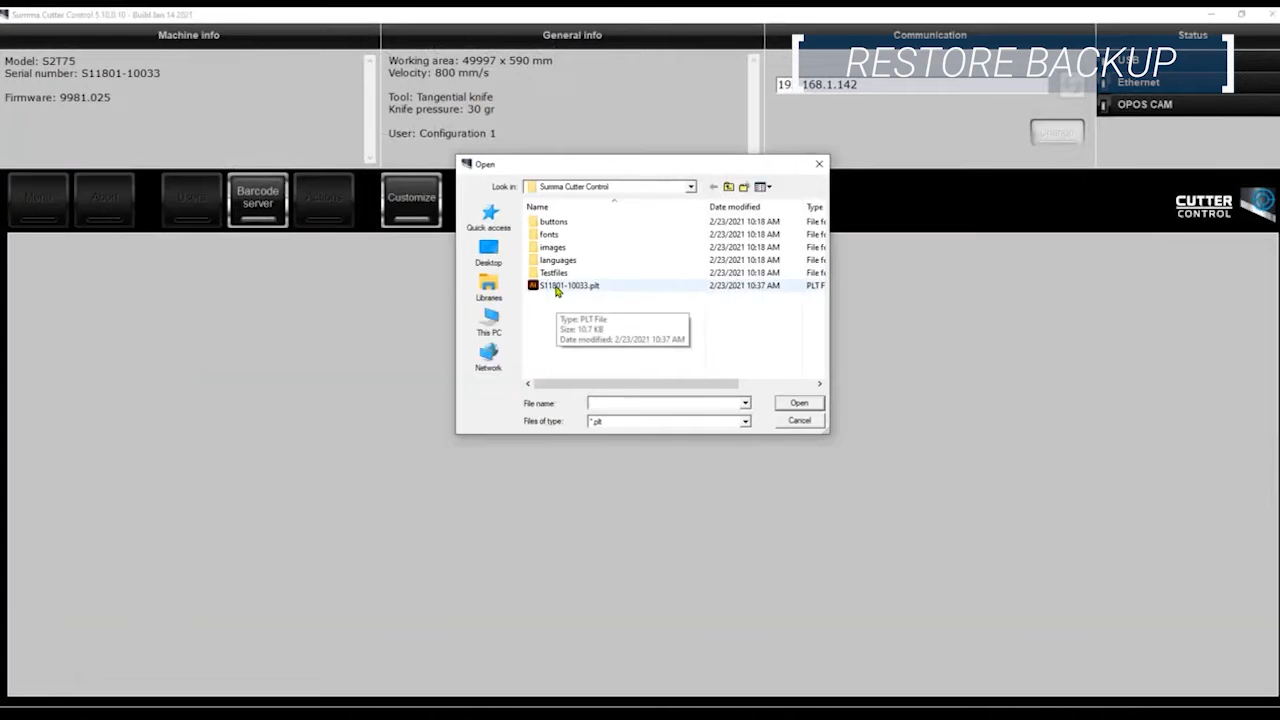 Summa Cutter Control 5.10.0.10 - Build Jan 14 2021
Machine info
General info
Communication
Status
RESTORE BACKUP
Model: S2T75
Serial number: S11801-10033
Firmware: 9981.025
Working area: 49997 x 590 mm
Velocity: 800 mm/s
Tool: Tangential knife
Knife pressure: 30 gr
User: Configuration 1
168.1.142
USB
Ethernet
OPOS CAM
Barcode
server
Customize
CUTTER
CONTROL
Open
Look in:
Summa Cutter Control
Name
Date modified
Type
buttons
2/23/2021 10:18 AM
File f
fonts
2/23/2021 10:18 AM
File f
images
2/23/2021 10:18 AM
File f
languages
2/23/2021 10:18 AM
File f
Testfiles
2/23/2021 10:18 AM
File f
S11801-10033.plt
2/23/2021 10:37 AM
PLT F
Type: PLT File
Size: 10.7 KB
Date modified: 2/23/2021 10:37 AM
Quick access
Desktop
Libraries
This PC
Network
File name:
Open
Files of type:
*.plt
Cancel